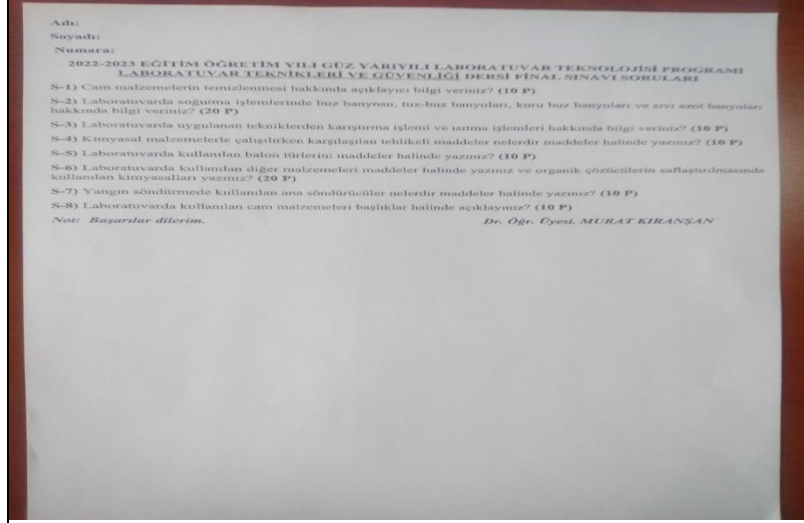 Adı:
Soyadı:
Numara:
2022-2023 EĞİTİM ÖĞRETİM YILI GÜZ YARIYILI LABORATUVAR TEKNOLOJİSİ PROGRAMI
LABORATUVAR TEKNİKLERİ VE GÜVENLİĞİ DERSİ FİNAL SINAVI SORULARI
S-1) Cam malzemelerin temizlenmesi hakkında açıklayıcı bilgi veriniz? (10 P)
S-2) Laboratuvarda soğutma işlemlerinde buz banyosu, tuz-buz banyoları, kuru buz banyoları ve sıvı azot banyoları
hakkında bilgi veriniz? (20 P)
S-3) Laboratuvarda uygulanan tekniklerden karıştırma işlemi ve ısıtma işlemleri hakkında bilgi veriniz? (10 P)
S-4) Kimyasal malzemelerle çalışılırken karşılaşılan tehlikeli maddeler nelerdir maddeler halinde yazınız? (10 P)
S-5) Laboratuvarda kullanılan balon türlerini maddeler halinde yazınız? (10 P)
S-6) Laboratuvarda kullanılan diğer malzemeleri maddeler halinde yazınız ve organik çözücülerin saflaştırılmasında
kullanılan kimyasalları yazınız? (20 P)
S-7) Yangın söndürmede kullanılan ana söndürücüler nelerdir maddeler halinde yazınız? (10 P)
S-8) Laboratuvarda kullanılan cam malzemeleri başlıklar halinde açıklayınız? (10 P)
Not: Başarılar dilerim. Dr. Öğr. Üyesi. MURAT KIRANŞAN